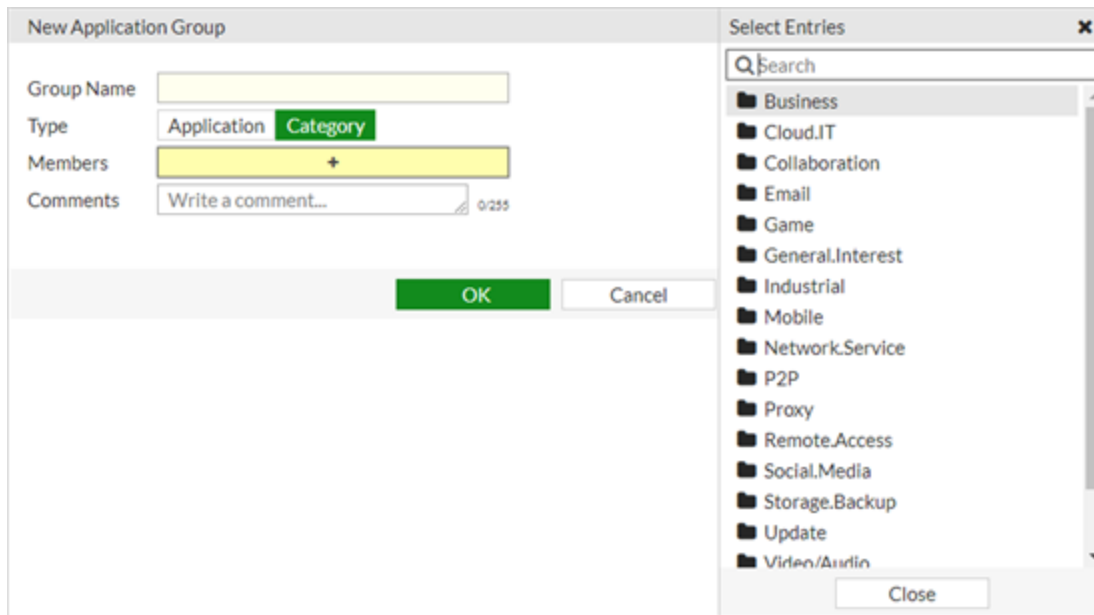 New Application Group
Group Name
Type Application Category
Members +
Comments Write a comment... 0/255
OK Cancel
Select Entries ×
Search
Business
Cloud.IT
Collaboration
Email
Game
General.Interest
Industrial
Mobile
Network.Service
P2P
Proxy
Remote.Access
Social.Media
Storage.Backup
Update
Video/Audio
Close